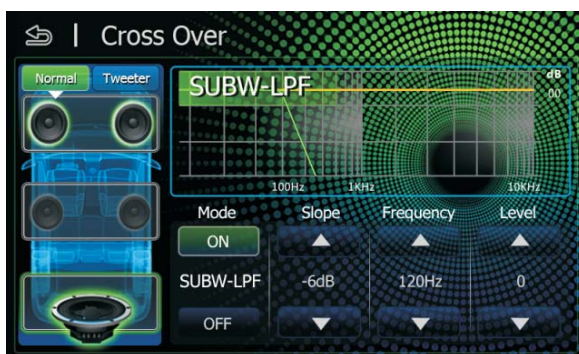 Cross Over
Normal Tweeter
SUBW-LPF
dB
00
100Hz 1KHz 10KHz
Mode Slope Frequency Level
ON
SUBW-LPF -6dB 120Hz 0
OFF